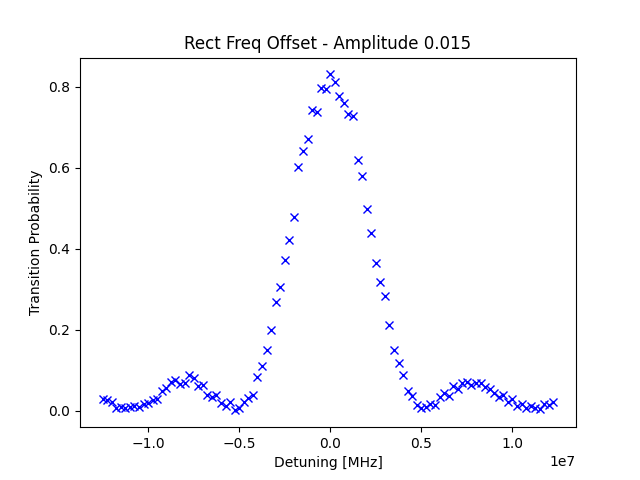 Rect Freq Offset - Amplitude 0.015
Transition Probability
0.8
0.6
0.4
0.2
0.0
−1.0 −0.5 0.0 0.5 1.0
1e7
Detuning [MHz]